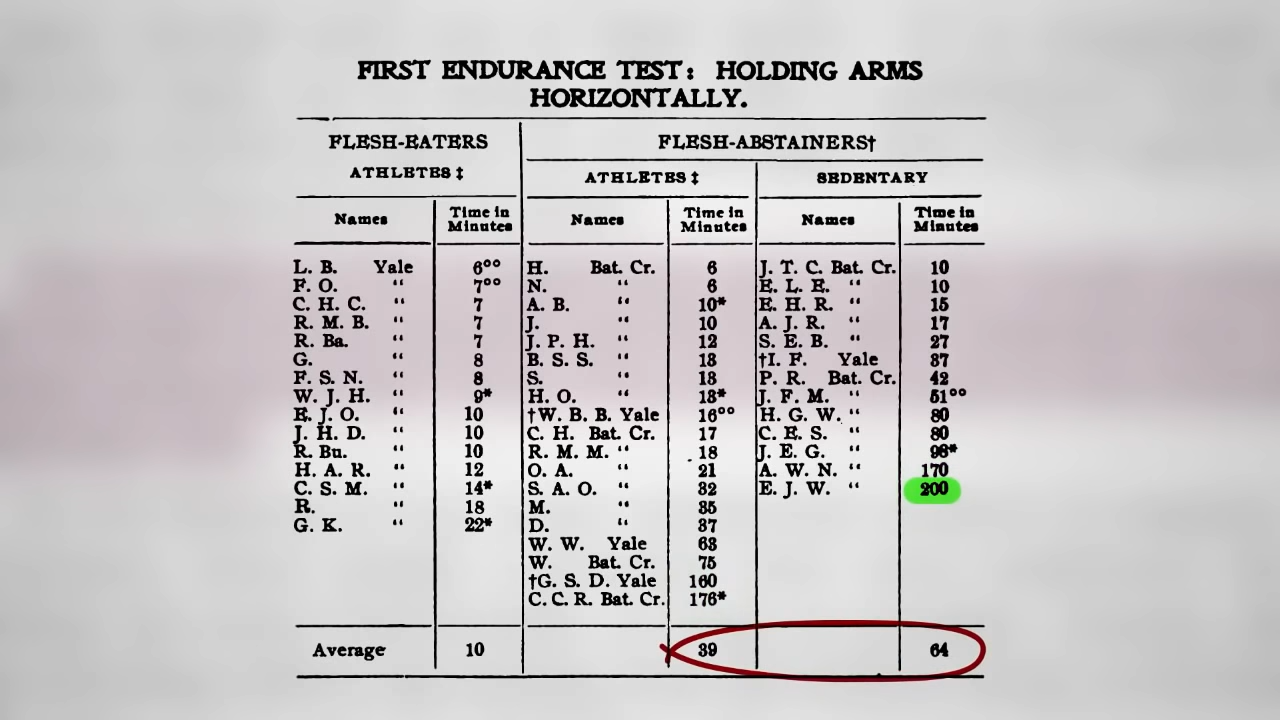 FIRST ENDURANCE TEST: HOLDING ARMS
HORIZONTALLY.
FLESH-EATERS FLESH-ABSTAINERS†
ATHLETES ‡ ATHLETES ‡ SEDENTARY
Names Time in Minutes Names Time in Minutes Names Time in Minutes
L. B. Yale 6°° H. Bat. Cr. 6 J. T. C. Bat. Cr. 10
F. O. “ 7°° N. “ 6 E. L. E. “ 10
C. H. C. “ 7 A. B. “ 10* E. H. R. “ 15
R. M. B. “ 7 J. “ 10 A. J. R. “ 17
R. Ba. “ 7 J. P. H. “ 12 S. E. B. “ 27
G. “ 8 B. S. S. “ 13 †I. F. Yale 37
F. S. N. “ 8 S. “ 13 P. R. Bat. Cr. 42
W. J. H. “ 9* H. O. “ 13* J. F. M. “ 51°°
E. J. O. “ 10 †W. B. B. Yale 16°° H. G. W. “ 80
J. H. D. “ 10 C. H. Bat. Cr. 17 C. E. S. “ 80
R. Bu. “ 10 R. M. M. “ 18 J. E. G. “ 98*
H. A. R. “ 12 O. A. “ 21 A. W. N. “ 170
C. S. M. “ 14* S. A. O. “ 32 E. J. W. “ 200
R. “ 18 M. “ 35
G. K. “ 22* D. “ 37
W. W. Yale 63
W. Bat. Cr. 75
†G. S. D. Yale 160
C. C. R. Bat. Cr. 176*
Average 10 39 64